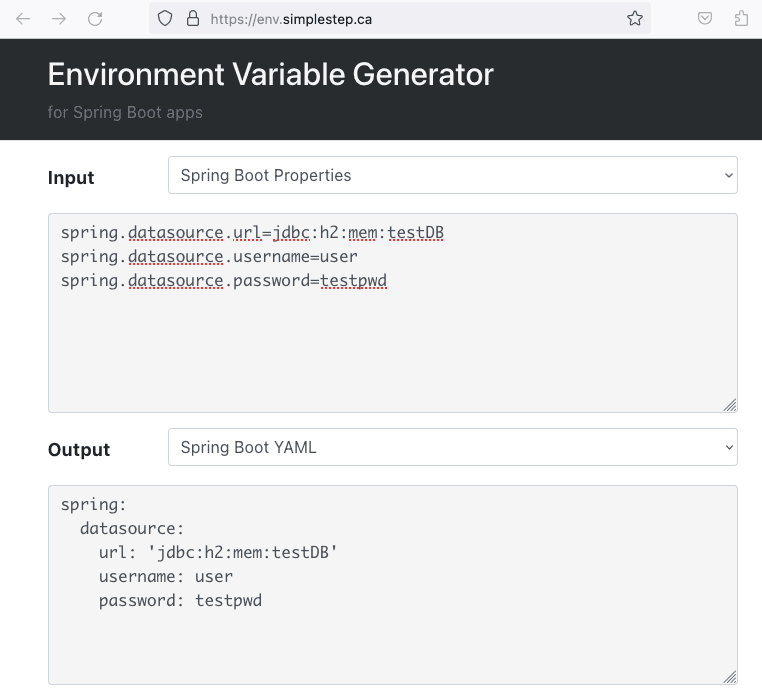 https://env.simplestep.ca
Environment Variable Generator
for Spring Boot apps
Input
Spring Boot Properties
spring.datasource.url=jdbc:h2:mem:testDB
spring.datasource.username=user
spring.datasource.password=testpwd
Output
Spring Boot YAML
spring:
  datasource:
    url: 'jdbc:h2:mem:testDB'
    username: user
    password: testpwd